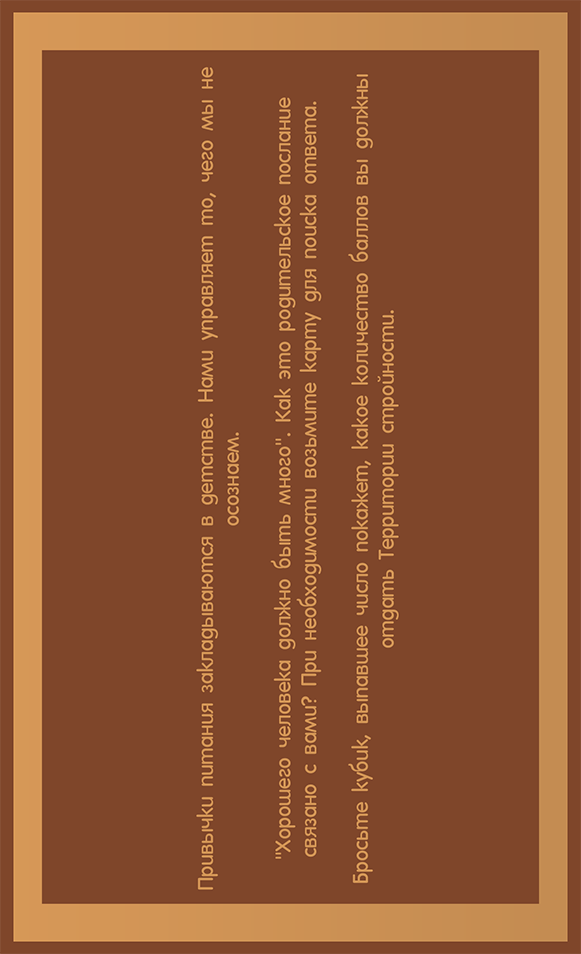 Привычки питания закладываются в детстве. Нами управляет то, чего мы не
осознаем.
"Хорошего человека должно быть много". Как это родительское послание
связано с вами? При необходимости возьмите карту для поиска ответа.
Бросьте кубик, выпавшее число покажет, какое количество баллов вы должны
отдать Территории стройности.